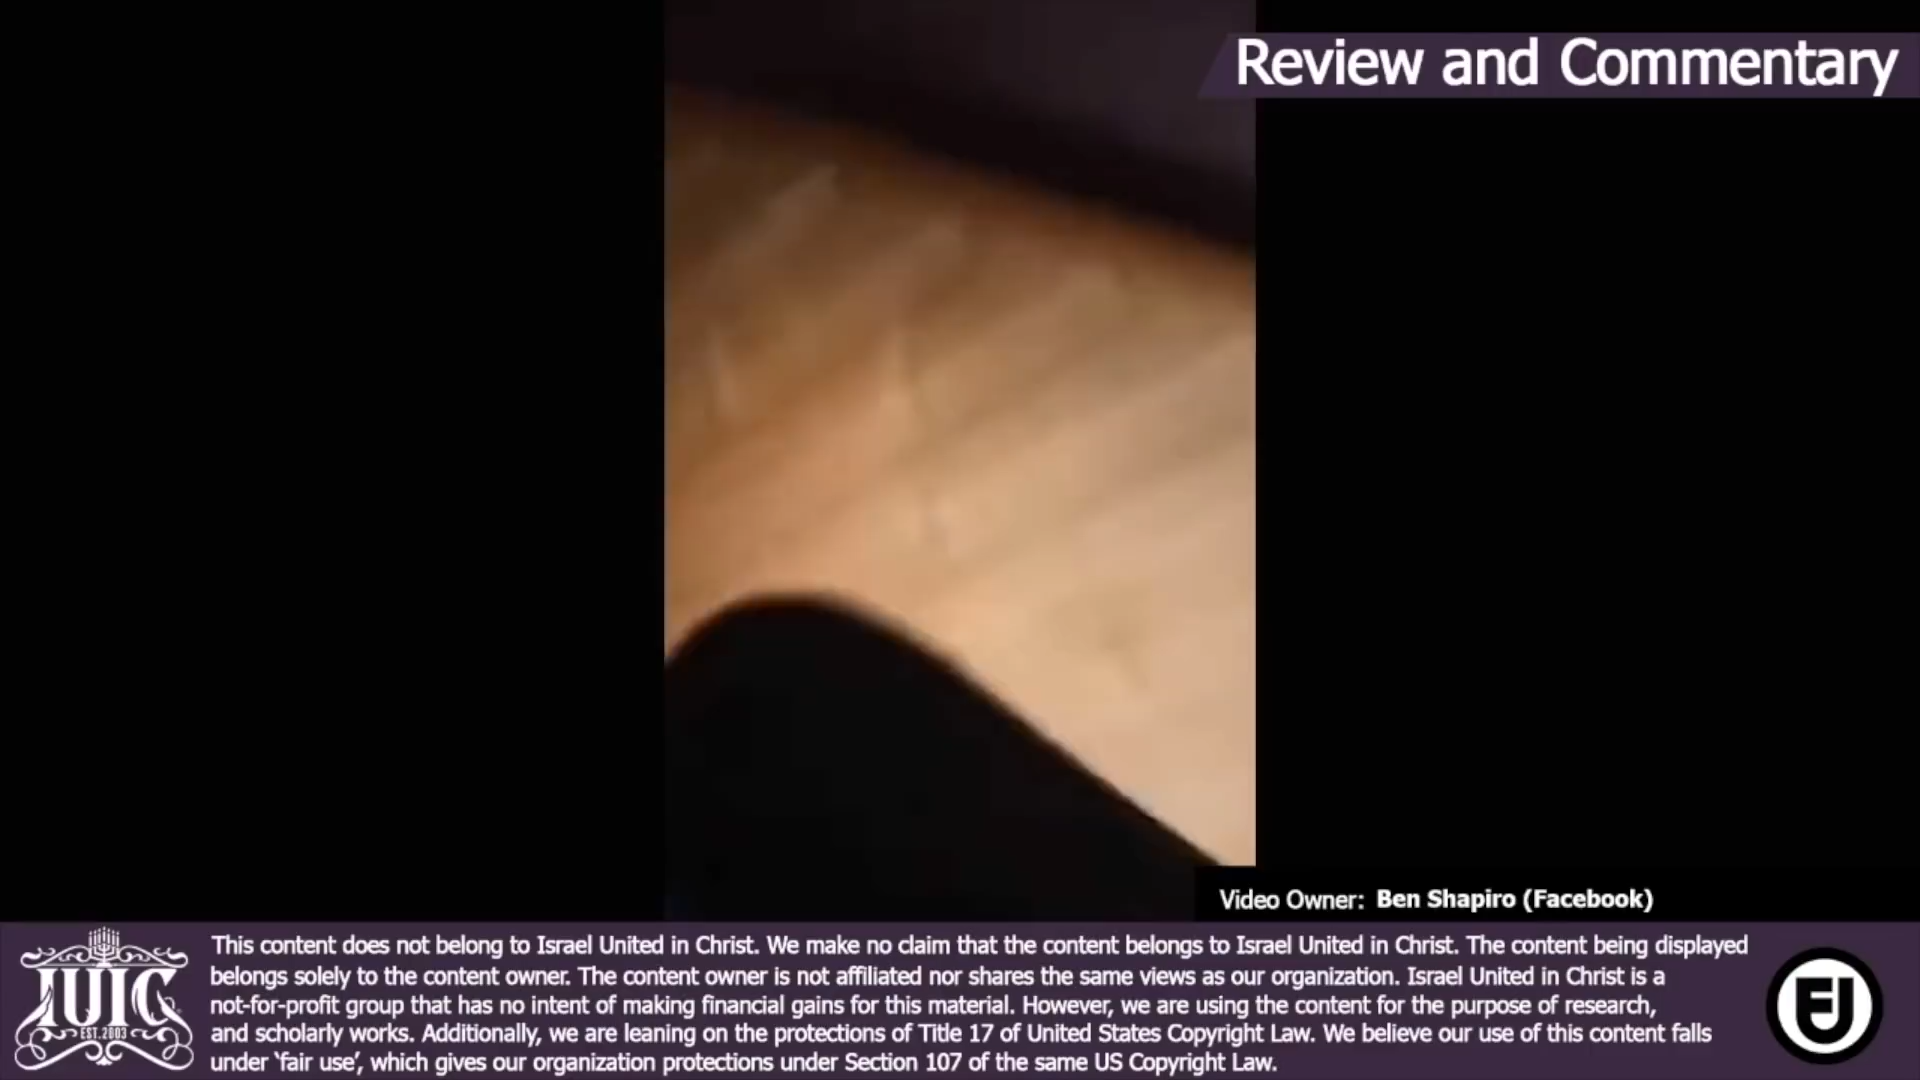 Review and Commentary
Video Owner: Ben Shapiro (Facebook)
This content does not belong to Israel United in Christ. We make no claim that the content belongs to Israel United in Christ. The content being displayed
belongs solely to the content owner. The content owner is not affiliated nor shares the same views as our organization. Israel United in Christ is a
not-for-profit group that has no intent of making financial gains for this material. However, we are using the content for the purpose of research,
and scholarly works. Additionally, we are leaning on the protections of Title 17 of United States Copyright Law. We believe our use of this content falls
under ‘fair use’, which gives our organization protections under Section 107 of the same US Copyright Law.
IUIC
EST. 2003